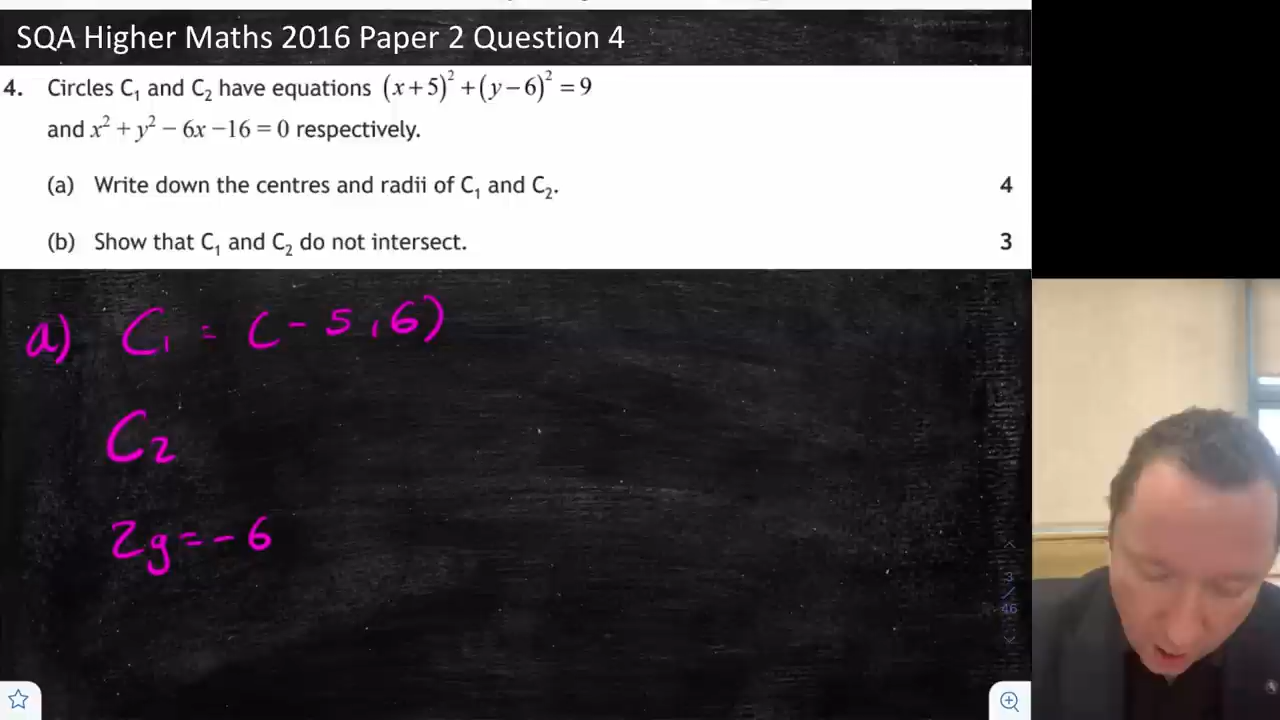 SQA Higher Maths 2016 Paper 2 Question 4
4. Circles C₁ and C₂ have equations (x+5)² + (y−6)² = 9
and x² + y² − 6x − 16 = 0 respectively.
(a) Write down the centres and radii of C₁ and C₂. 4
(b) Show that C₁ and C₂ do not intersect. 3
a) C₁ = (-5, 6)
C₂
2g = -6
3
/
46